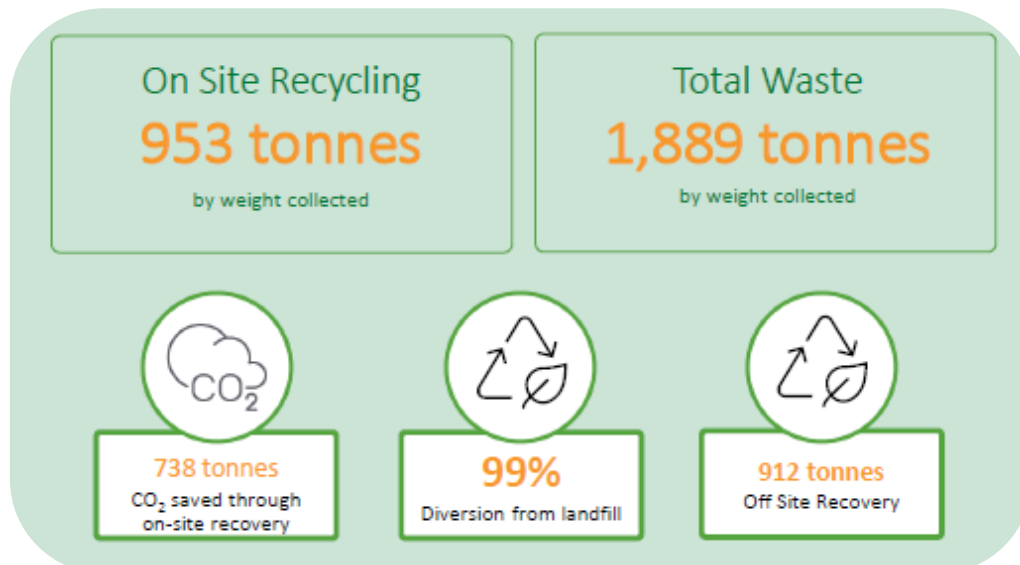 On Site Recycling
953 tonnes
by weight collected
Total Waste
1,889 tonnes
by weight collected
CO₂
738 tonnes
CO₂ saved through
on-site recovery
99%
Diversion from landfill
912 tonnes
Off Site Recovery